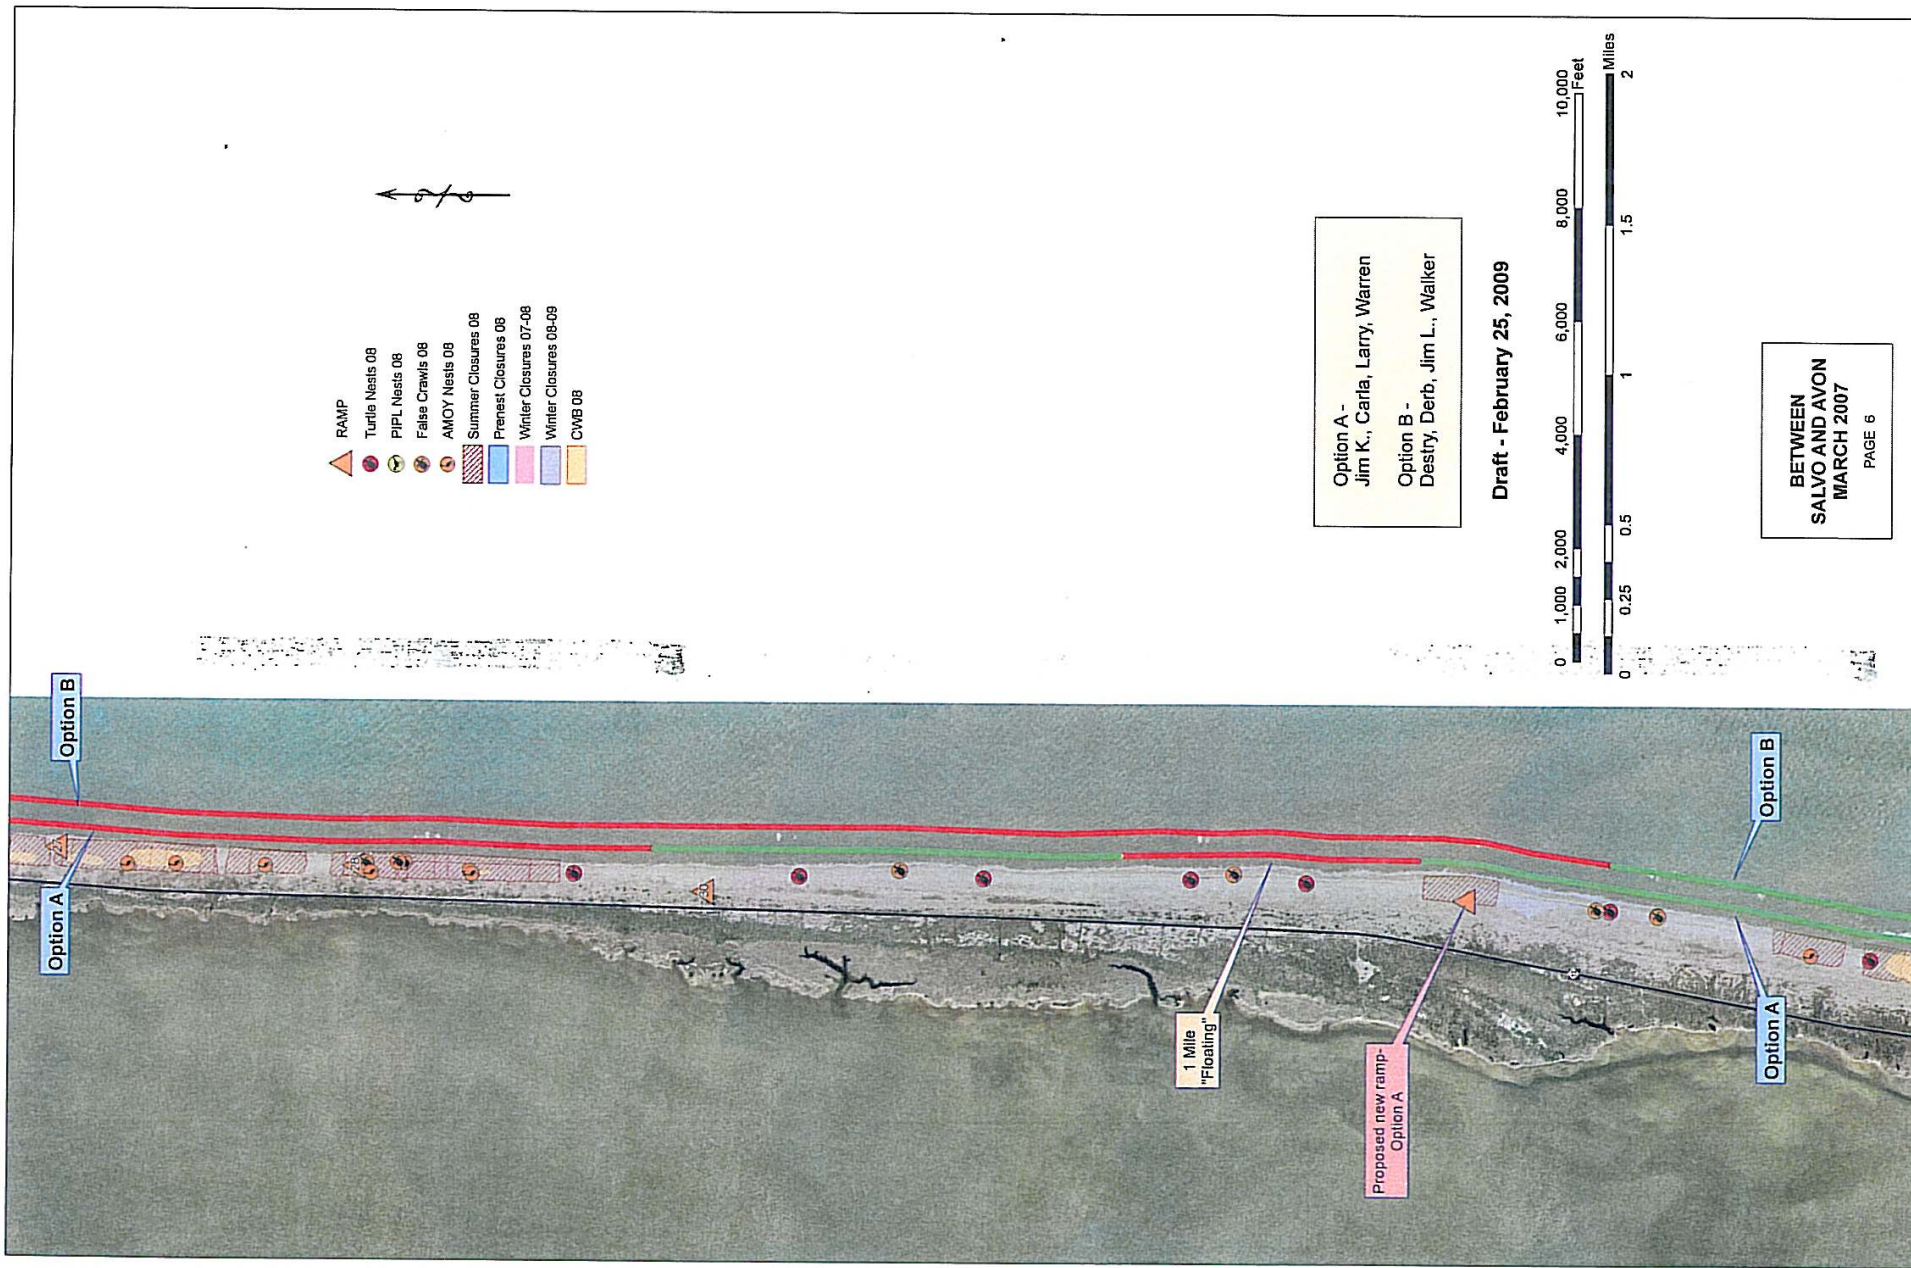 Option B
Option A
27
28
30
RAMP
Turtle Nests 08
PIPL Nests 08
False Crawls 08
AMOY Nests 08
Summer Closures 08
Prenest Closures 08
Winter Closures 07-08
Winter Closures 08-09
CWB 08
1 Mile
"Floating"
Proposed new ramp-
Option A
Option B
Option A
Option A -
Jim K., Carla, Larry, Warren
Option B -
Destry, Derb, Jim L., Walker
Draft - February 25, 2009
0 1,000 2,000 4,000 6,000 8,000 10,000
Feet
Miles
0 0.25 0.5 1 1.5 2
BETWEEN
SALVO AND AVON
MARCH 2007
PAGE 6